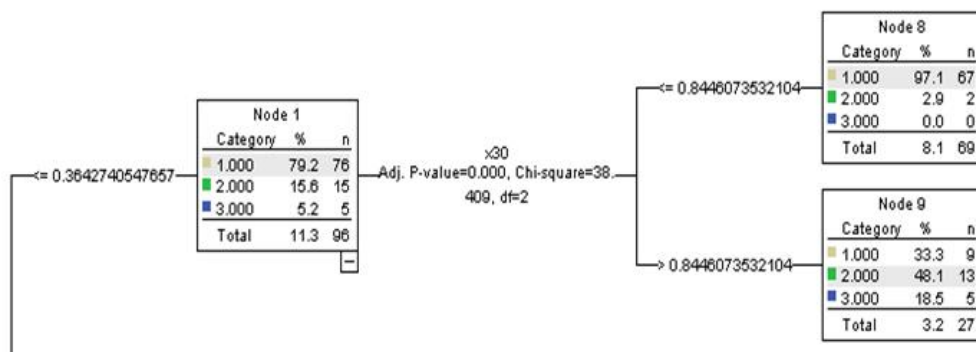 Node 8
Category % n
1.000 97.1 67
2.000 2.9 2
3.000 0.0 0
Total 8.1 69
<= 0.8446073532104
Node 1
Category % n
1.000 79.2 76
2.000 15.6 15
3.000 5.2 5
Total 11.3 96
<= 0.3642740547657
x30
Adj. P-value=0.000, Chi-square=38.
409, df=2
> 0.8446073532104
Node 9
Category % n
1.000 33.3 9
2.000 48.1 13
3.000 18.5 5
Total 3.2 27